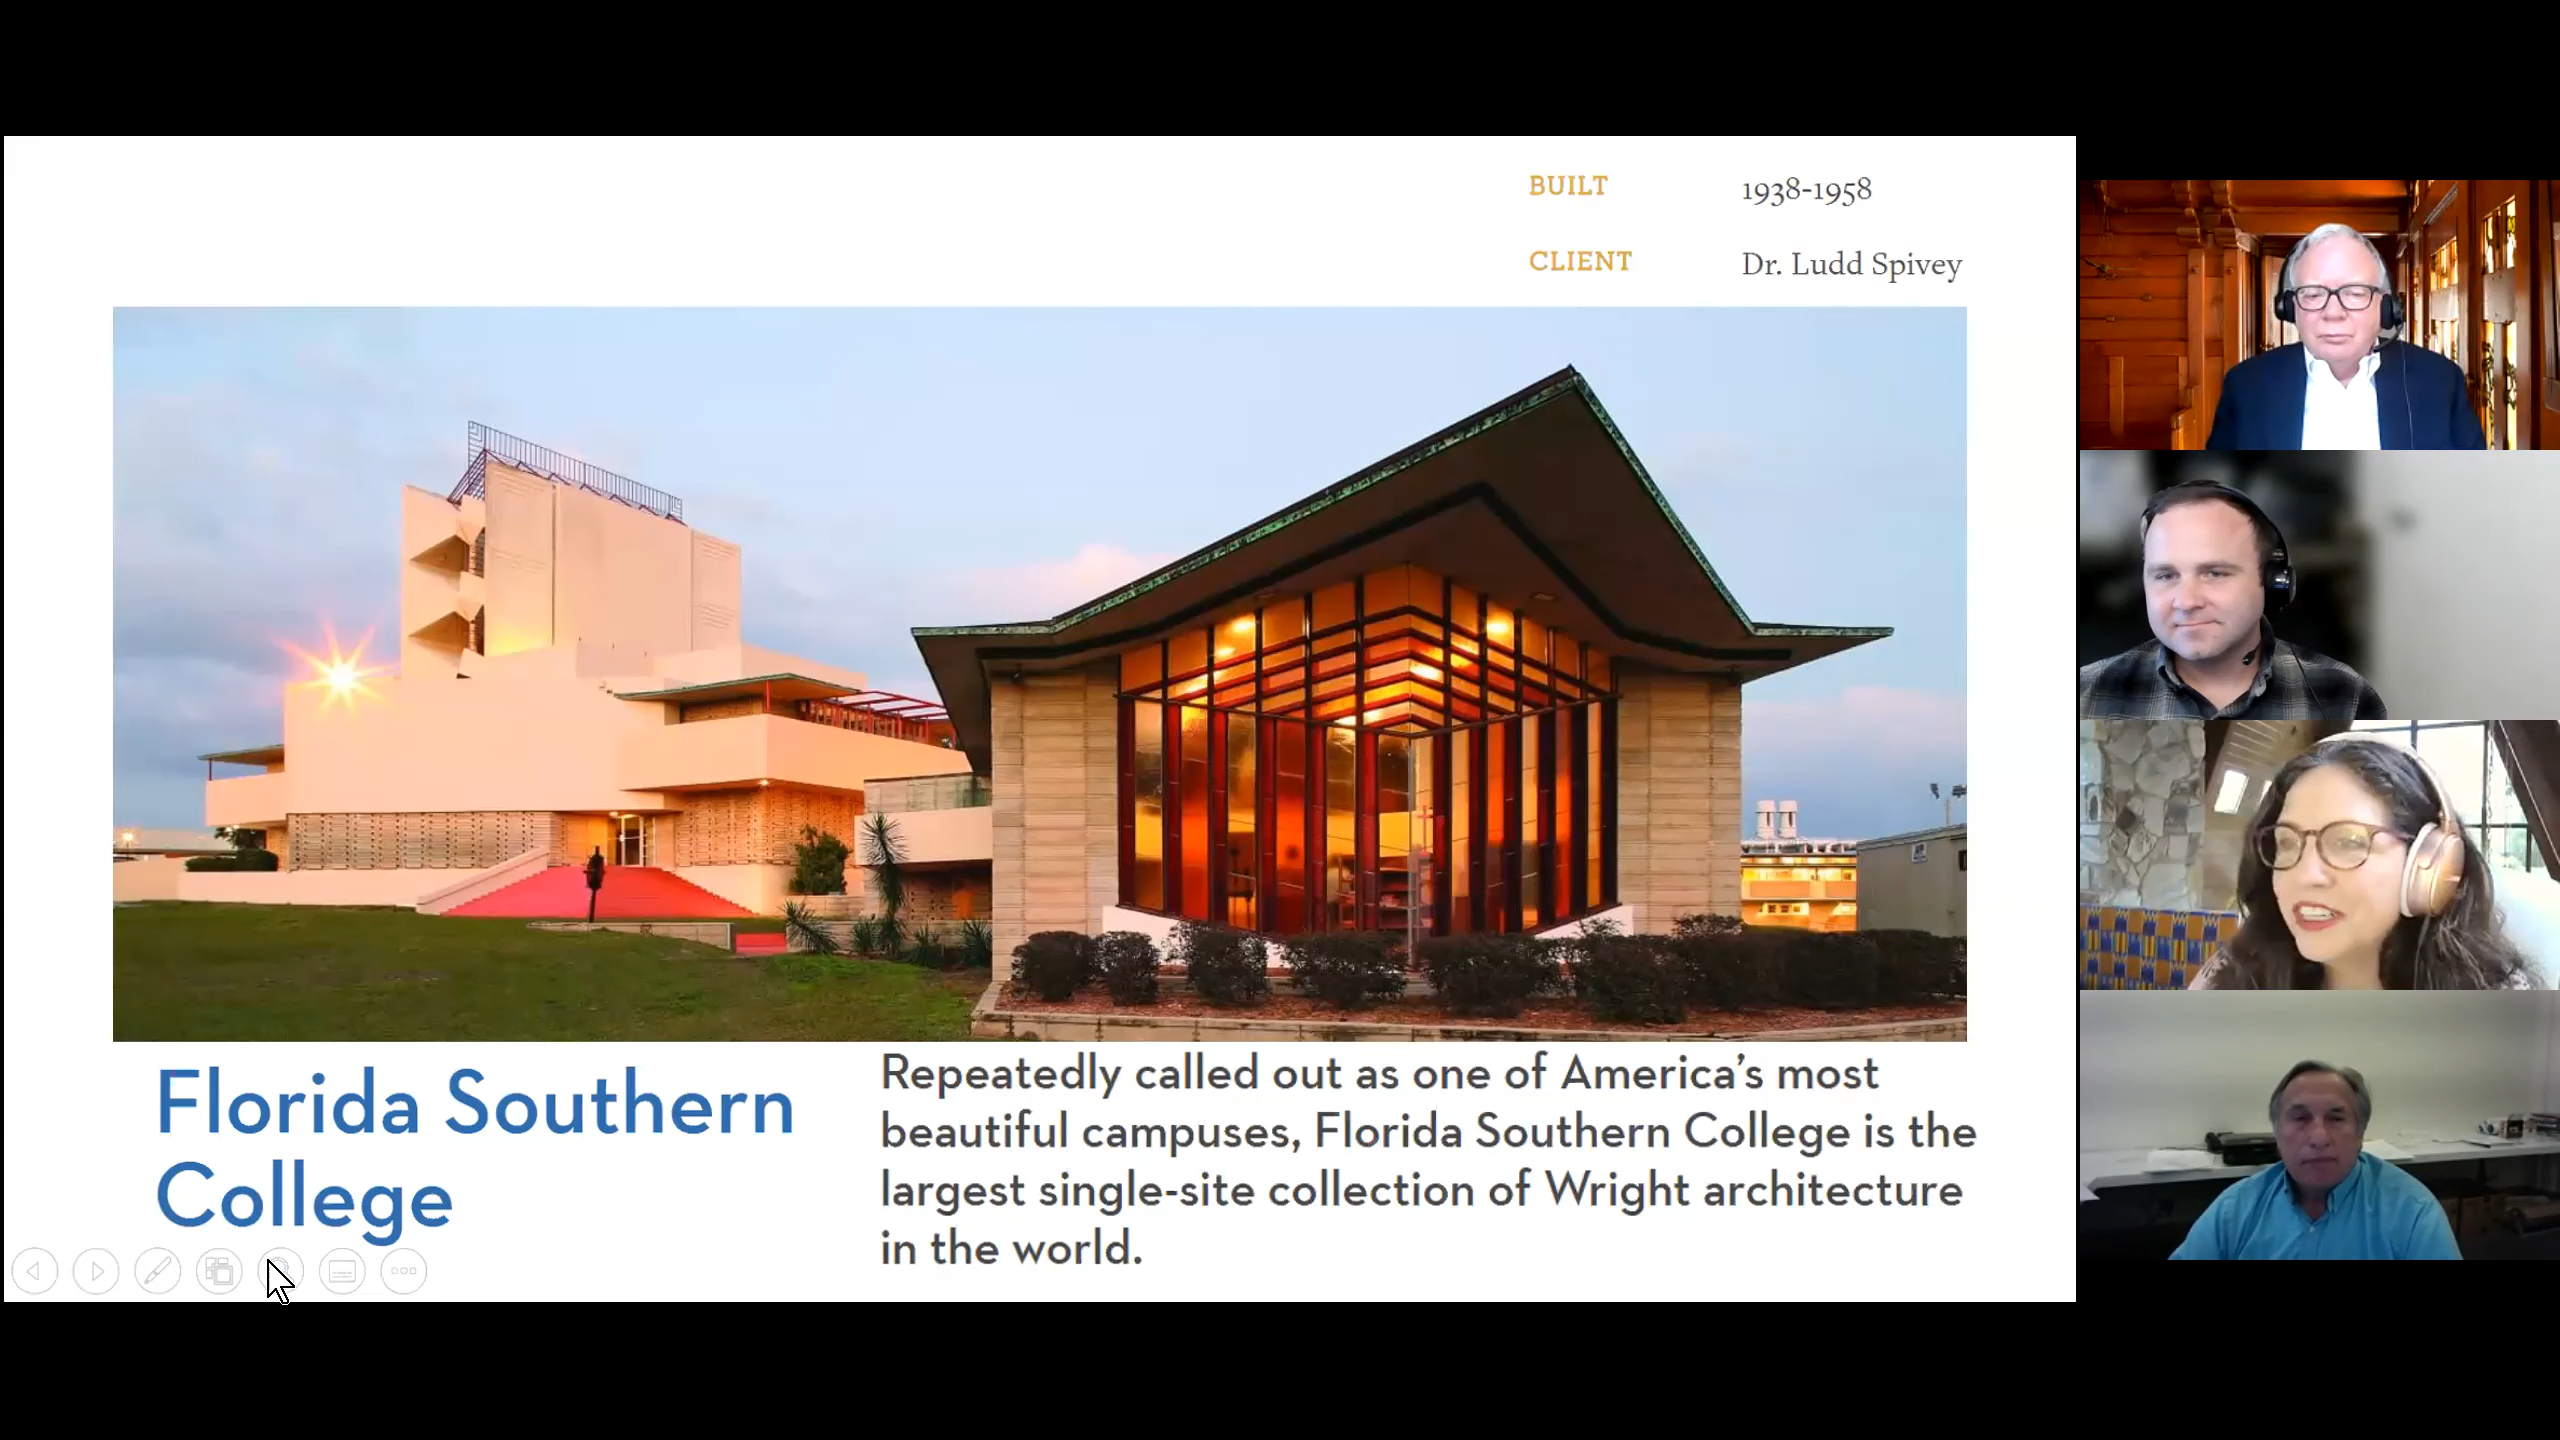 BUILT 1938-1958
CLIENT Dr. Ludd Spivey
Florida Southern
College
Repeatedly called out as one of America's most
beautiful campuses, Florida Southern College is the
largest single-site collection of Wright architecture
in the world.